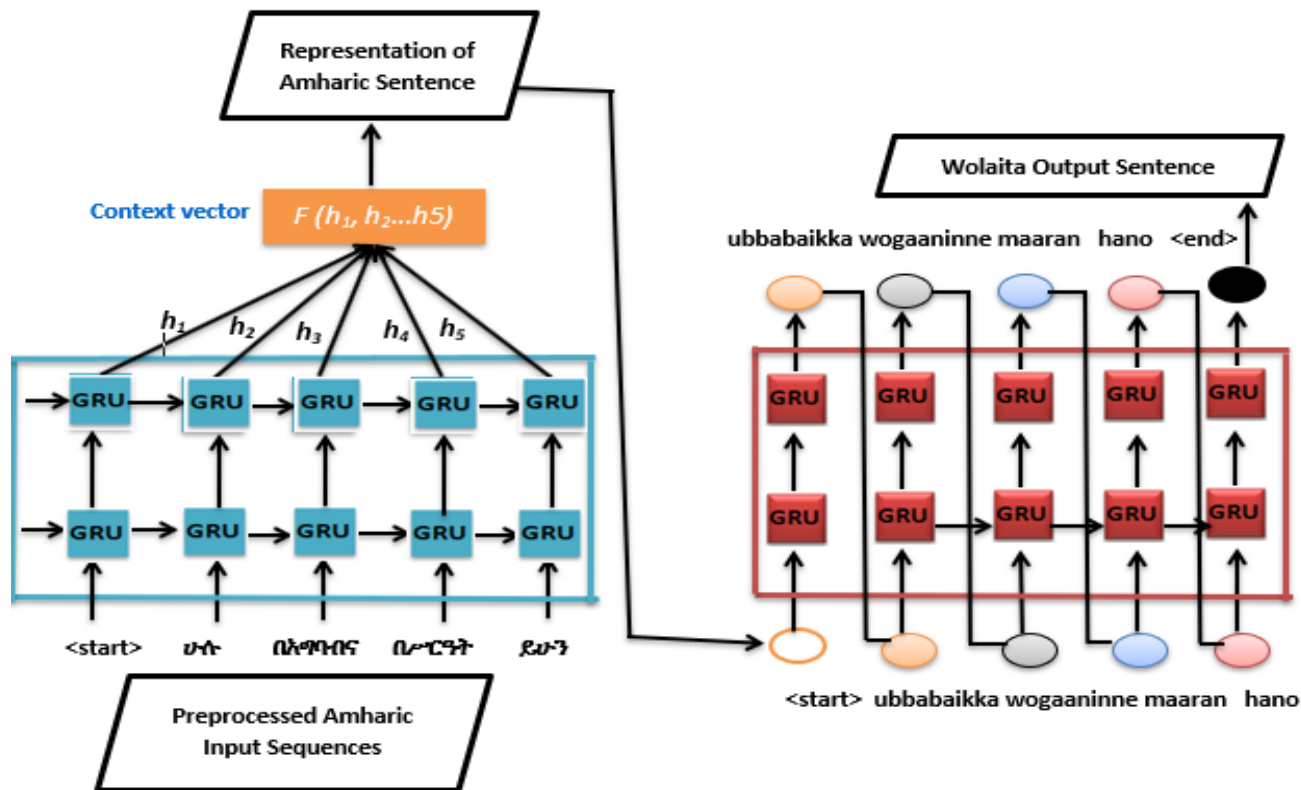 Representation of
Amharic Sentence
Context vector
F (h₁, h₂...h5)
h₁ h₂ h₃ h₄ h₅
GRU GRU GRU GRU GRU
GRU GRU GRU GRU GRU
<start> ሁሉ በአግባብና በሥርዓት ይሁን
Preprocessed Amharic
Input Sequences
Wolaita Output Sentence
ubbabaikka wogaaninne maaran hano <end>
GRU GRU GRU GRU GRU
GRU GRU GRU GRU GRU
<start> ubbabaikka wogaaninne maaran hano